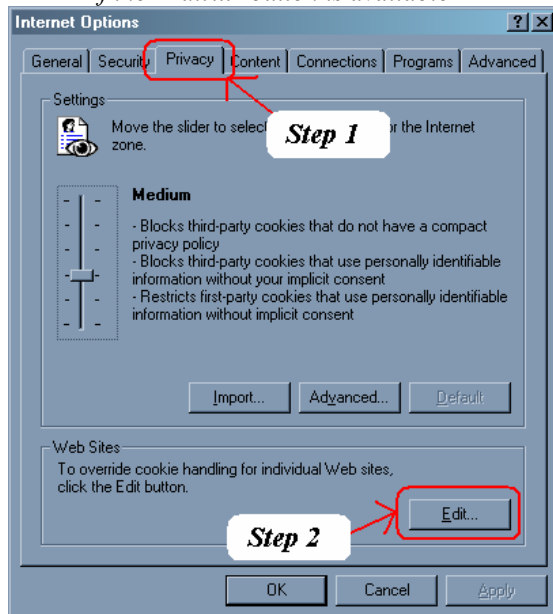 Internet Options
General Security Privacy Content Connections Programs Advanced
Settings
Move the slider to select or the Internet
zone.
Step 1
Medium
- Blocks third-party cookies that do not have a compact
privacy policy
- Blocks third-party cookies that use personally identifiable
information without your implicit consent
- Restricts first-party cookies that use personally identifiable
information without implicit consent
Import... Advanced... Default
Web Sites
To override cookie handling for individual Web sites,
click the Edit button.
Edit...
Step 2
OK Cancel Apply